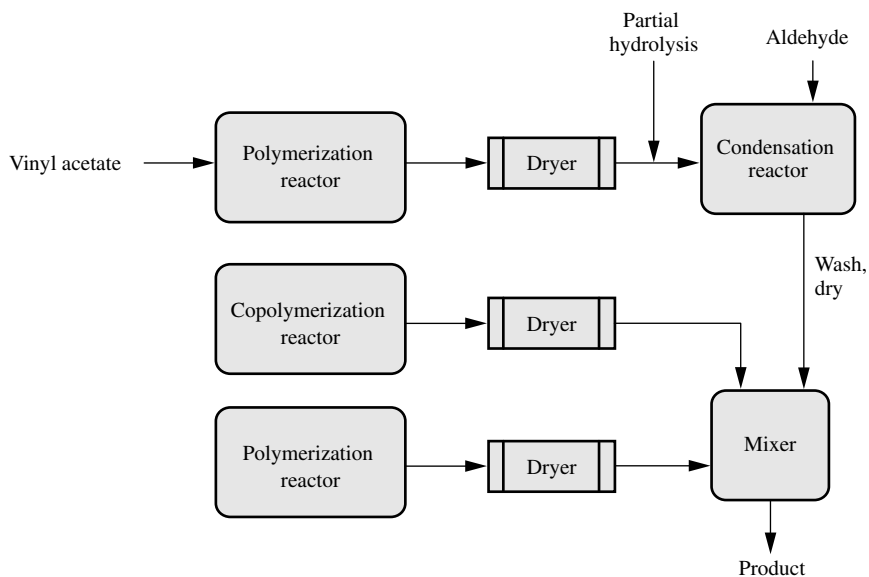 Partial
hydrolysis
Aldehyde
Vinyl acetate
Polymerization
reactor
Dryer
Condensation
reactor
Wash,
dry
Copolymerization
reactor
Dryer
Polymerization
reactor
Dryer
Mixer
Product